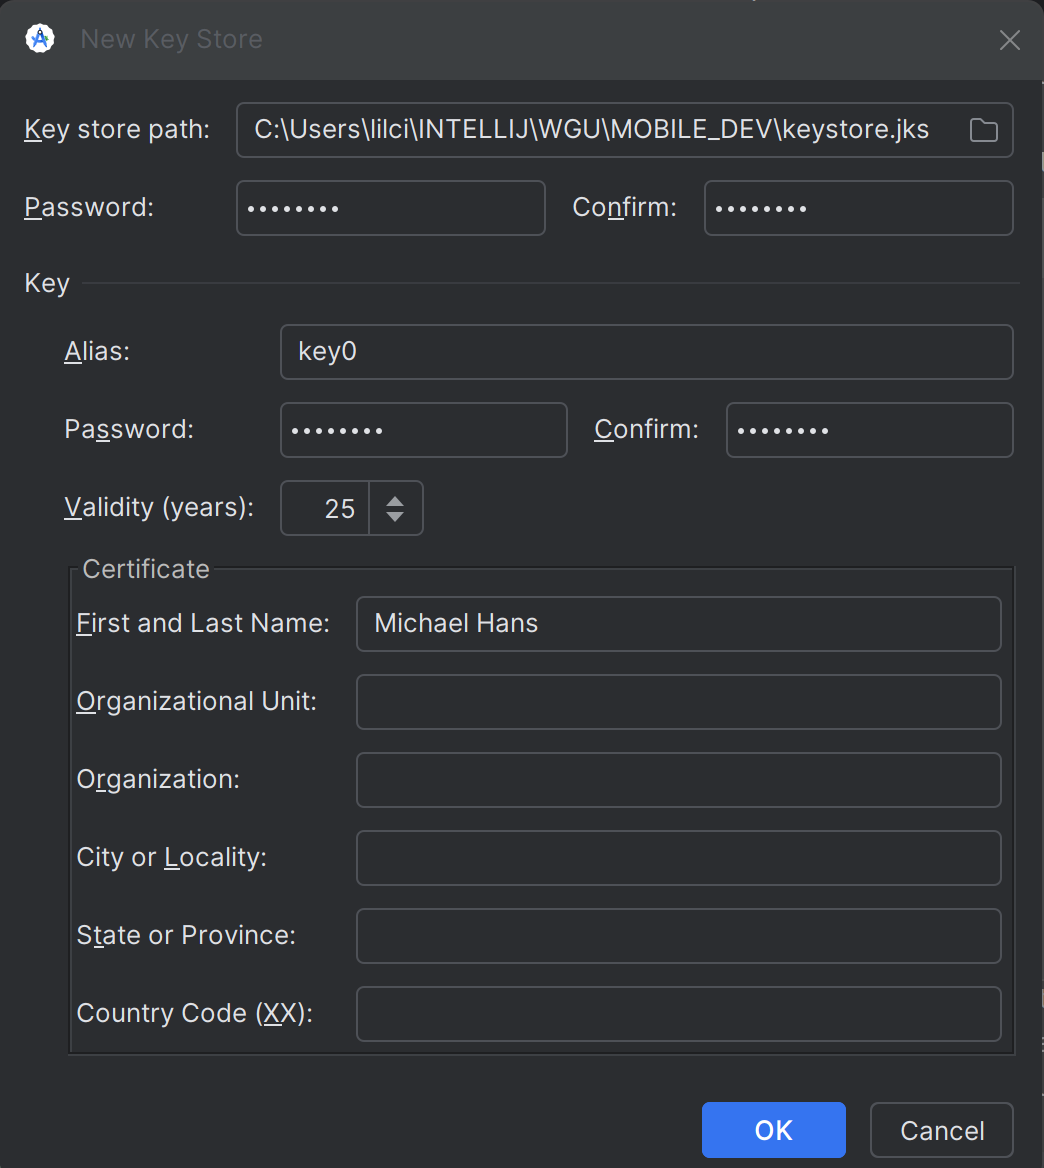 New Key Store
Key store path: C:\Users\lilci\INTELLIJ\WGU\MOBILE_DEV\keystore.jks
Password: •••••••• Confirm: ••••••••
Key
Alias: key0
Password: •••••••• Confirm: ••••••••
Validity (years): 25
Certificate
First and Last Name: Michael Hans
Organizational Unit:
Organization:
City or Locality:
State or Province:
Country Code (XX):
OK Cancel